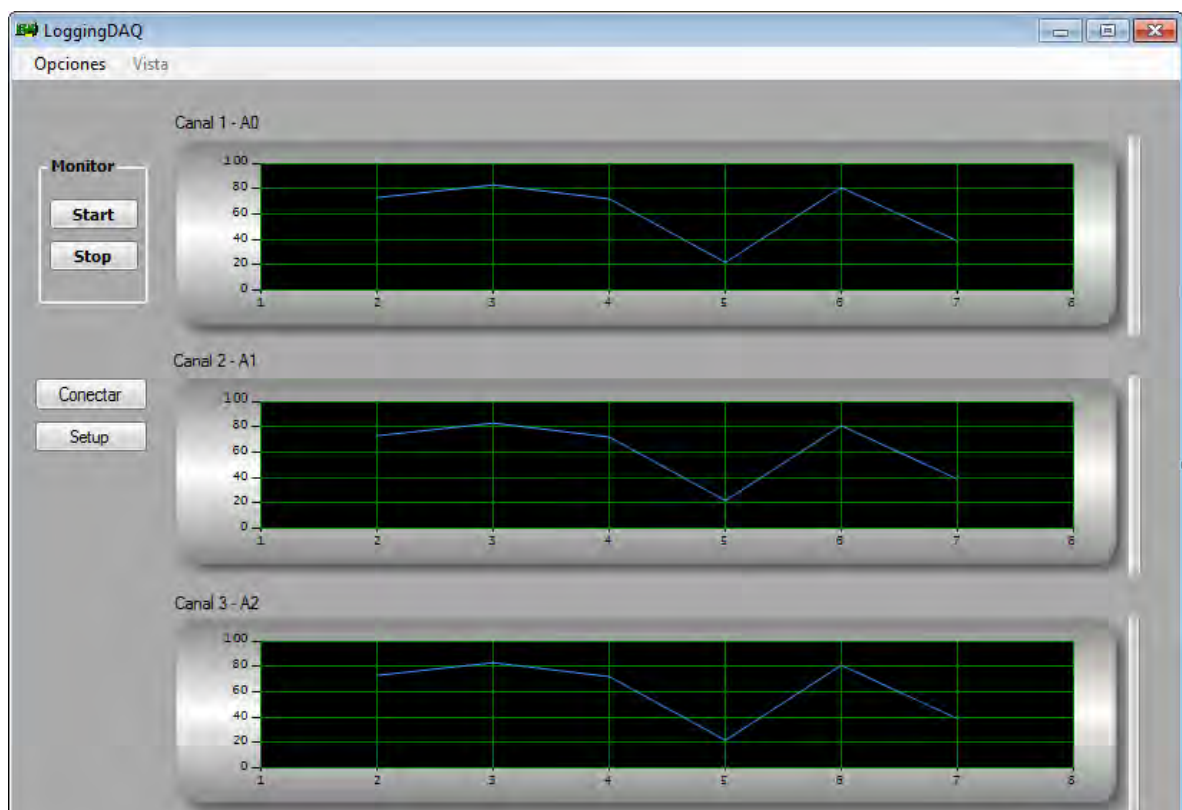 LoggingDAQ
Opciones Vista
Canal 1 - A0
Monitor
Start
Stop
100
80
60
40
20
0
1 2 3 4 5 6 7 8
Canal 2 - A1
Conectar
Setup
100
80
60
40
20
0
1 2 3 4 5 6 7 8
Canal 3 - A2
100
80
60
40
20
0
1 2 3 4 5 6 7 8